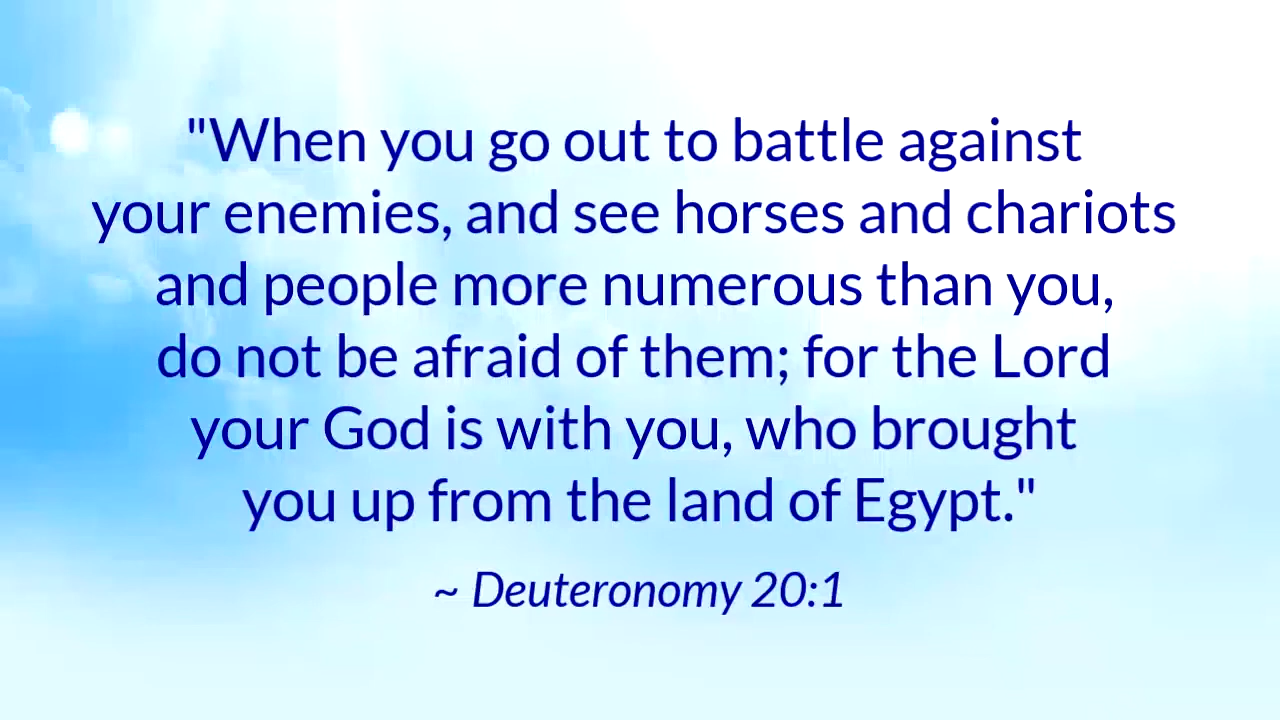 "When you go out to battle against
your enemies, and see horses and chariots
and people more numerous than you,
do not be afraid of them; for the Lord
your God is with you, who brought
you up from the land of Egypt."
~ Deuteronomy 20:1